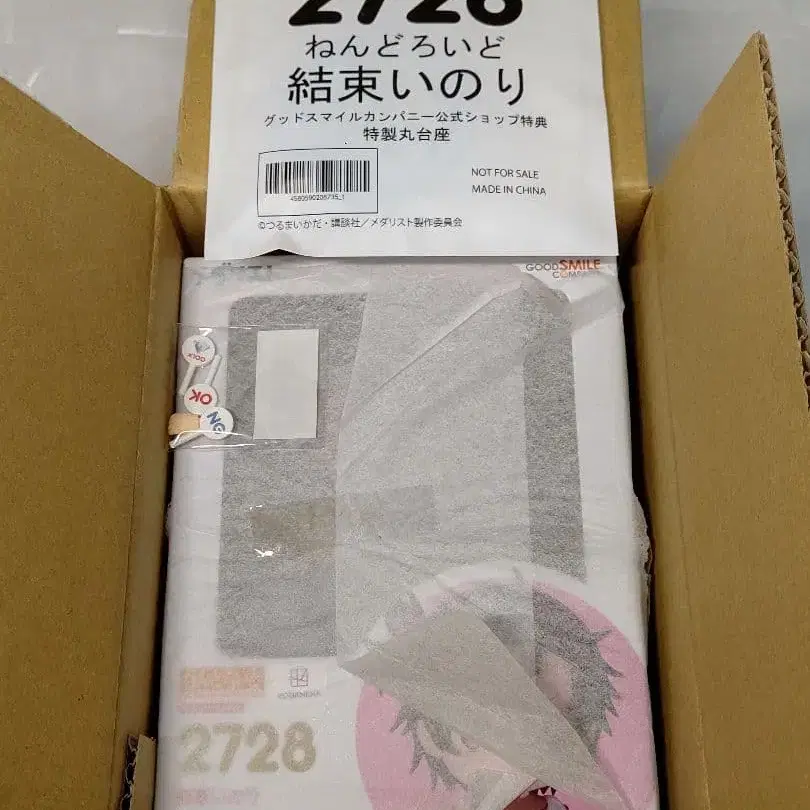 2728
ねんどろいど
結束いのり
グッドスマイルカンパニー公式ショップ特典
特製丸台座
NOT FOR SALE
MADE IN CHINA
4580590206735_1
©つるまいかだ・講談社／メダリスト製作委員会
GOOD SMILE
COMPANY
GOLD
OK
NG
2728